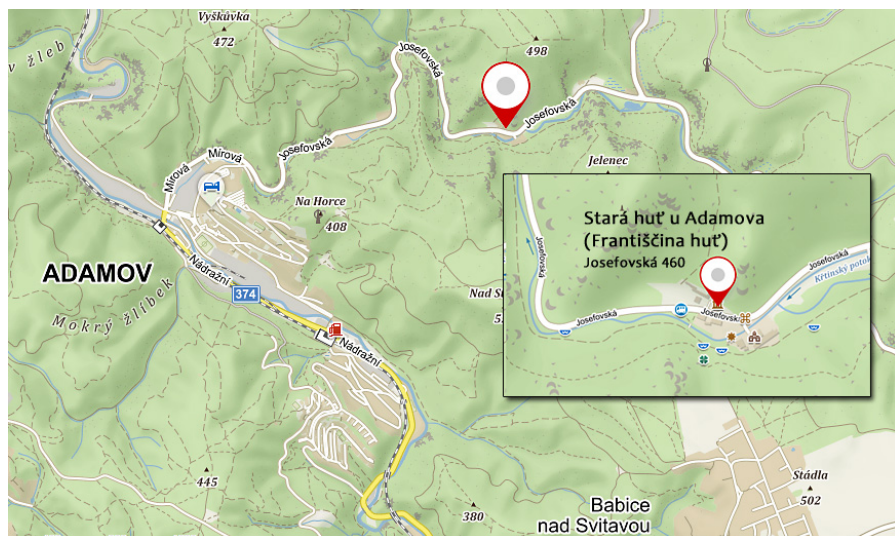 Vyškůvka
472
v žleb
Josefovská
498
Josefovská
Josefovská
Mírová
Mírová
Jelenec
Na Horce
408
ADAMOV
Nádražní
374
Mokrý žlíbek
Nádražní
Nad St
5
Stará huť u Adamova
(Františčina huť)
Josefovská 460
Josefovská
Josefovská
Josefovská
Josefovská
Křtinský potok
445
380
Babice
nad Svitavou
Stádla
502